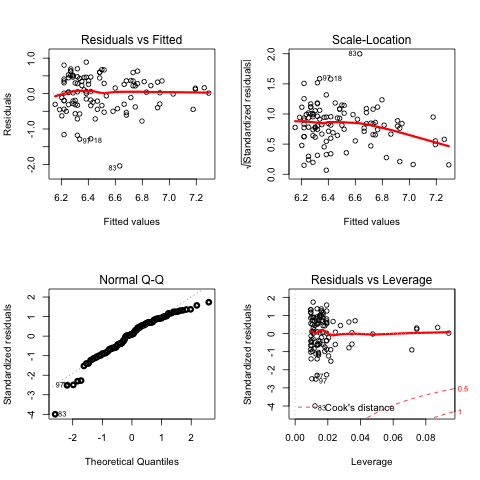 Residuals vs Fitted
Residuals
1.0
0.0
-1.0
-2.0
97
18
83
6.2 6.4 6.6 6.8 7.0 7.2
Fitted values
Scale-Location
√|Standardized residuals|
2.0
1.5
1.0
0.5
0.0
83
97
18
6.2 6.4 6.6 6.8 7.0 7.2
Fitted values
Normal Q-Q
Standardized residuals
2
1
0
-1
-2
-3
-4
97
83
-2 -1 0 1 2
Theoretical Quantiles
Residuals vs Leverage
Standardized residuals
2
1
0
-1
-2
-3
-4
97
83
Cook's distance
0.5
1
0.00 0.02 0.04 0.06 0.08
Leverage